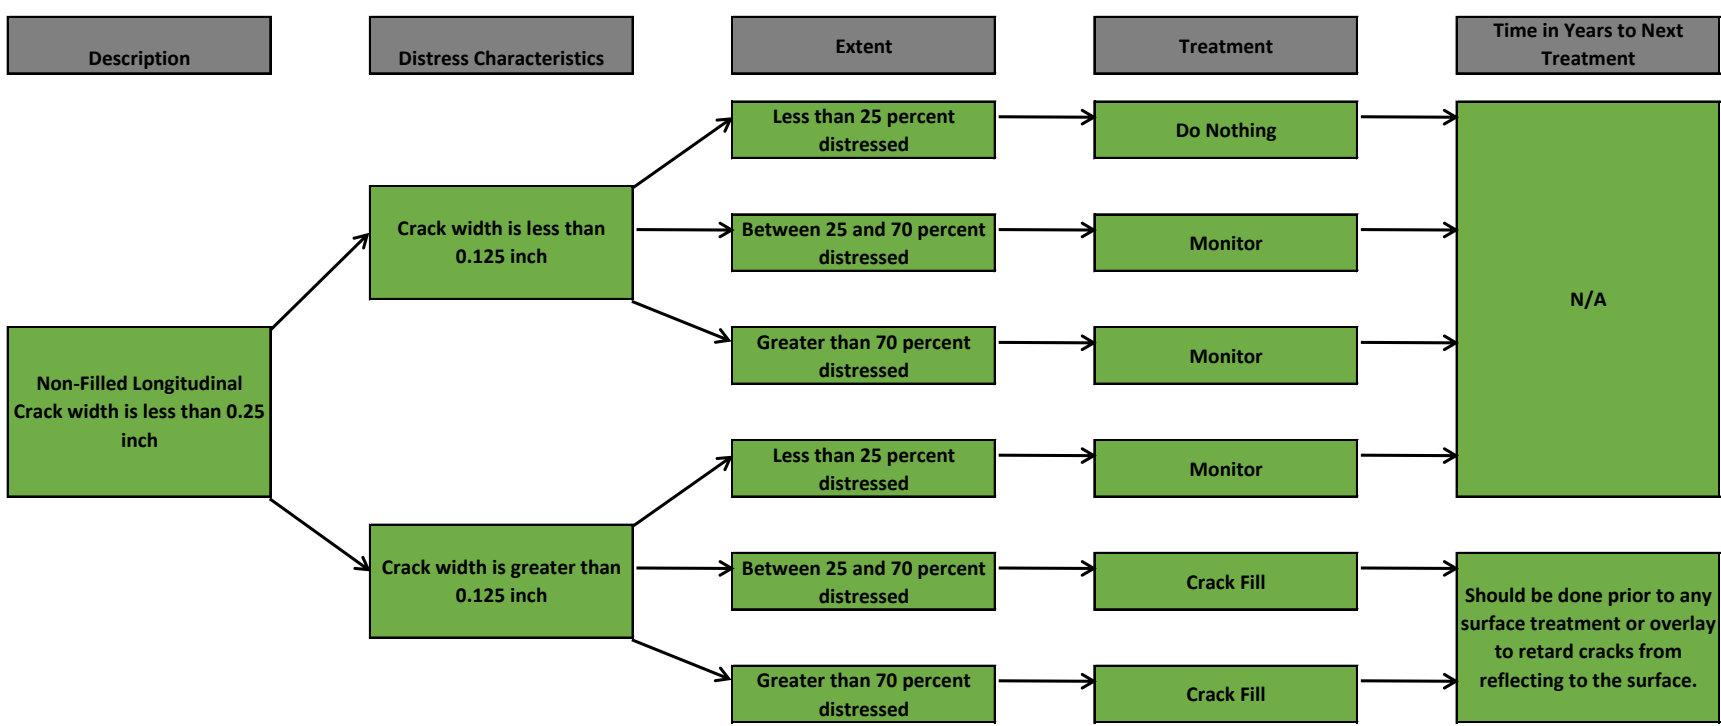 Description
Distress Characteristics
Extent
Treatment
Time in Years to Next
Treatment
Non-Filled Longitudinal
Crack width is less than 0.25
inch
Crack width is less than
0.125 inch
Less than 25 percent
distressed
Do Nothing
Between 25 and 70 percent
distressed
Monitor
Greater than 70 percent
distressed
Monitor
Crack width is greater than
0.125 inch
Less than 25 percent
distressed
Monitor
N/A
Between 25 and 70 percent
distressed
Crack Fill
Greater than 70 percent
distressed
Crack Fill
Should be done prior to any
surface treatment or overlay
to retard cracks from
reflecting to the surface.